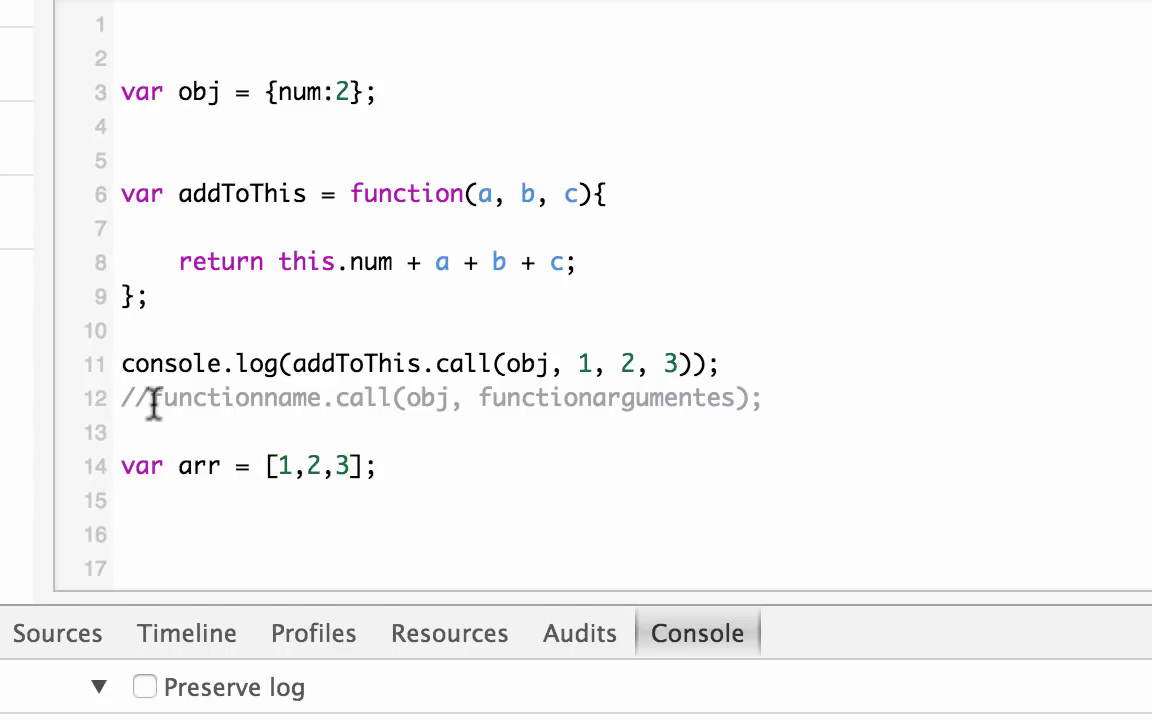 1
2
3 var obj = {num:2};
4
5
6 var addToThis = function(a, b, c){
7
8 return this.num + a + b + c;
9 };
10
11 console.log(addToThis.call(obj, 1, 2, 3));
12 //functionname.call(obj, functionargumentes);
13
14 var arr = [1,2,3];
15
16
17
Sources Timeline Profiles Resources Audits Console
▼ Preserve log